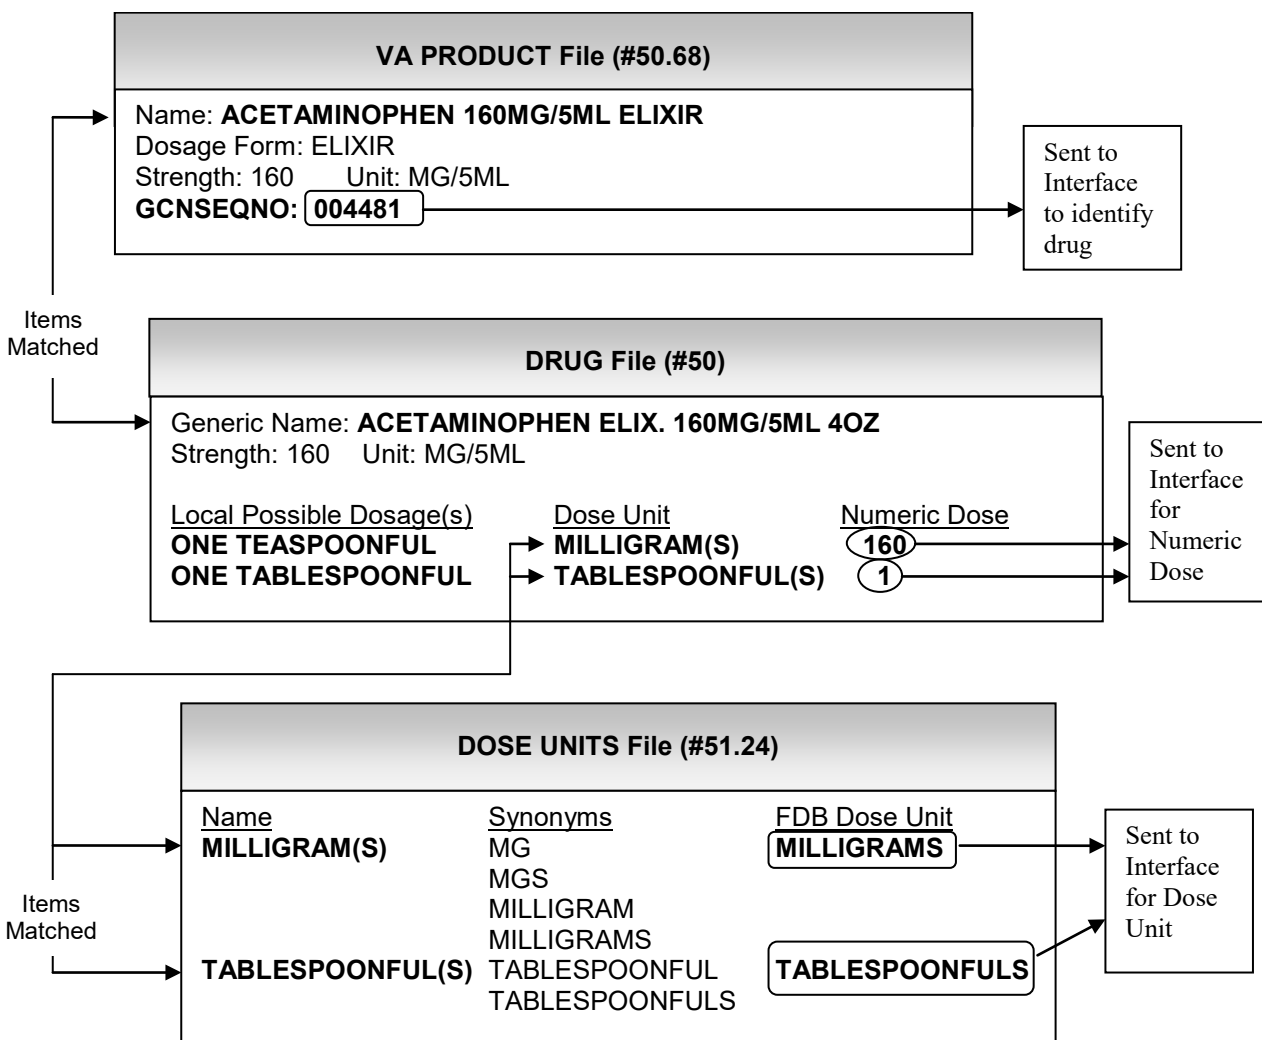 VA PRODUCT File (#50.68)
Name: ACETAMINOPHEN 160MG/5ML ELIXIR
Dosage Form: ELIXIR
Strength: 160 Unit: MG/5ML
GCNSEQNO: 004481
Sent to
Interface
to identify
drug
Items
Matched
DRUG File (#50)
Generic Name: ACETAMINOPHEN ELIX. 160MG/5ML 4OZ
Strength: 160 Unit: MG/5ML
Local Possible Dosage(s) Dose Unit Numeric Dose
ONE TEASPOONFUL MILLIGRAM(S) 160
ONE TABLESPOONFUL TABLESPOONFUL(S) 1
Sent to
Interface
for
Numeric
Dose
DOSE UNITS File (#51.24)
Name Synonyms FDB Dose Unit
MILLIGRAM(S) MG MILLIGRAMS
MGS
MILLIGRAM
MILLIGRAMS
TABLESPOONFUL(S) TABLESPOONFUL TABLESPOONFULS
TABLESPOONFULS
Sent to
Interface
for Dose
Unit
Items
Matched